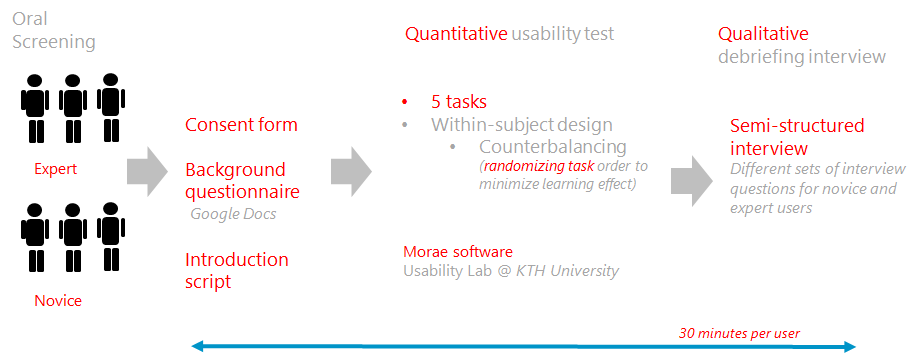 Oral
Screening
Expert
Novice
Consent form
Background
questionnaire
Google Docs
Introduction
script
Quantitative usability test
• 5 tasks
• Within-subject design
• Counterbalancing
(randomizing task order to
minimize learning effect)
Morae software
Usability Lab @ KTH University
Qualitative
debriefing interview
Semi-structured
interview
Different sets of interview
questions for novice and
expert users
30 minutes per user